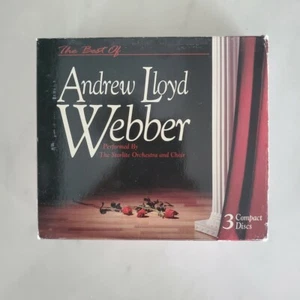 The Best Of
Andrew Lloyd
Webber
Performed By
The Starlite Orchestra and Choir
3 Compact
Discs